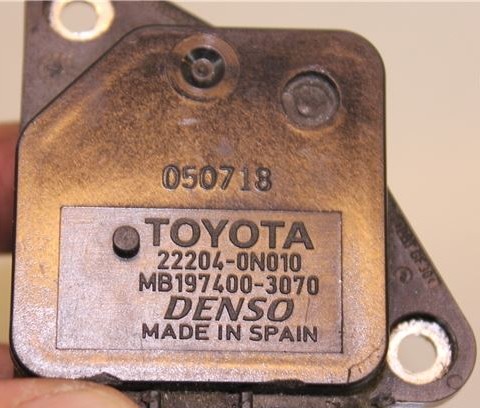 050718
TOYOTA
22204-0N010
MB197400-3070
DENSO
MADE IN SPAIN